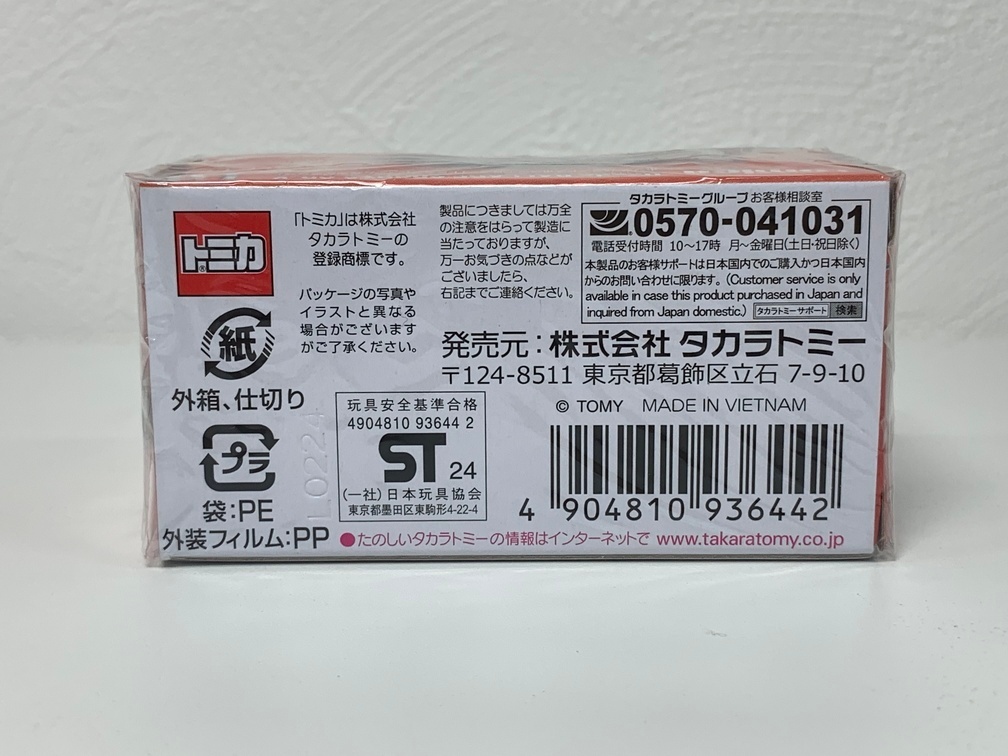 トミカ®
「トミカ」は株式会社
タカラトミーの
登録商標です。
パッケージの写真や
イラストと異なる
場合がございます
がご了承ください。
製品につきましては万全
の注意をはらって製造に
当たっておりますが、
万一お気づきの点などが
ございましたら、
右記までご連絡ください。
タカラトミーグループ お客様相談室
0570-041031
電話受付時間 10〜17時 月〜金曜日(土日・祝日除く)
本製品のお客様サポートは日本国内でのご購入かつ日本国内
からのお問い合わせに限ります。(Customer service is only
available in case this product purchased in Japan and
inquired from Japan domestic.) タカラトミーサポート 検索
発売元：株式会社 タカラトミー
〒124-8511 東京都葛飾区立石 7-9-10
© TOMY MADE IN VIETNAM
紙
外箱、仕切り
プラ
袋：PE
外装フィルム：PP
L0224
玩具安全基準合格
4904810 93644 2
ST 24
(一社)日本玩具協会
東京都墨田区東駒形4-22-4
4 904810 936442
●たのしいタカラトミーの情報はインターネットで www.takaratomy.co.jp